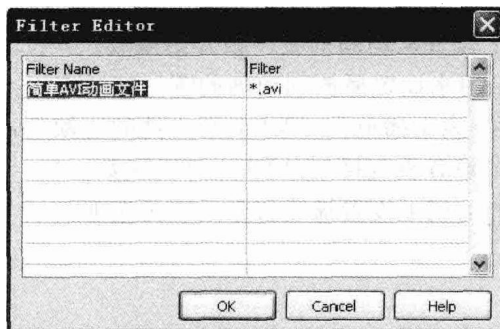 Filter Editor
Filter Name Filter
简单AVI动画文件 *.avi
OK Cancel Help